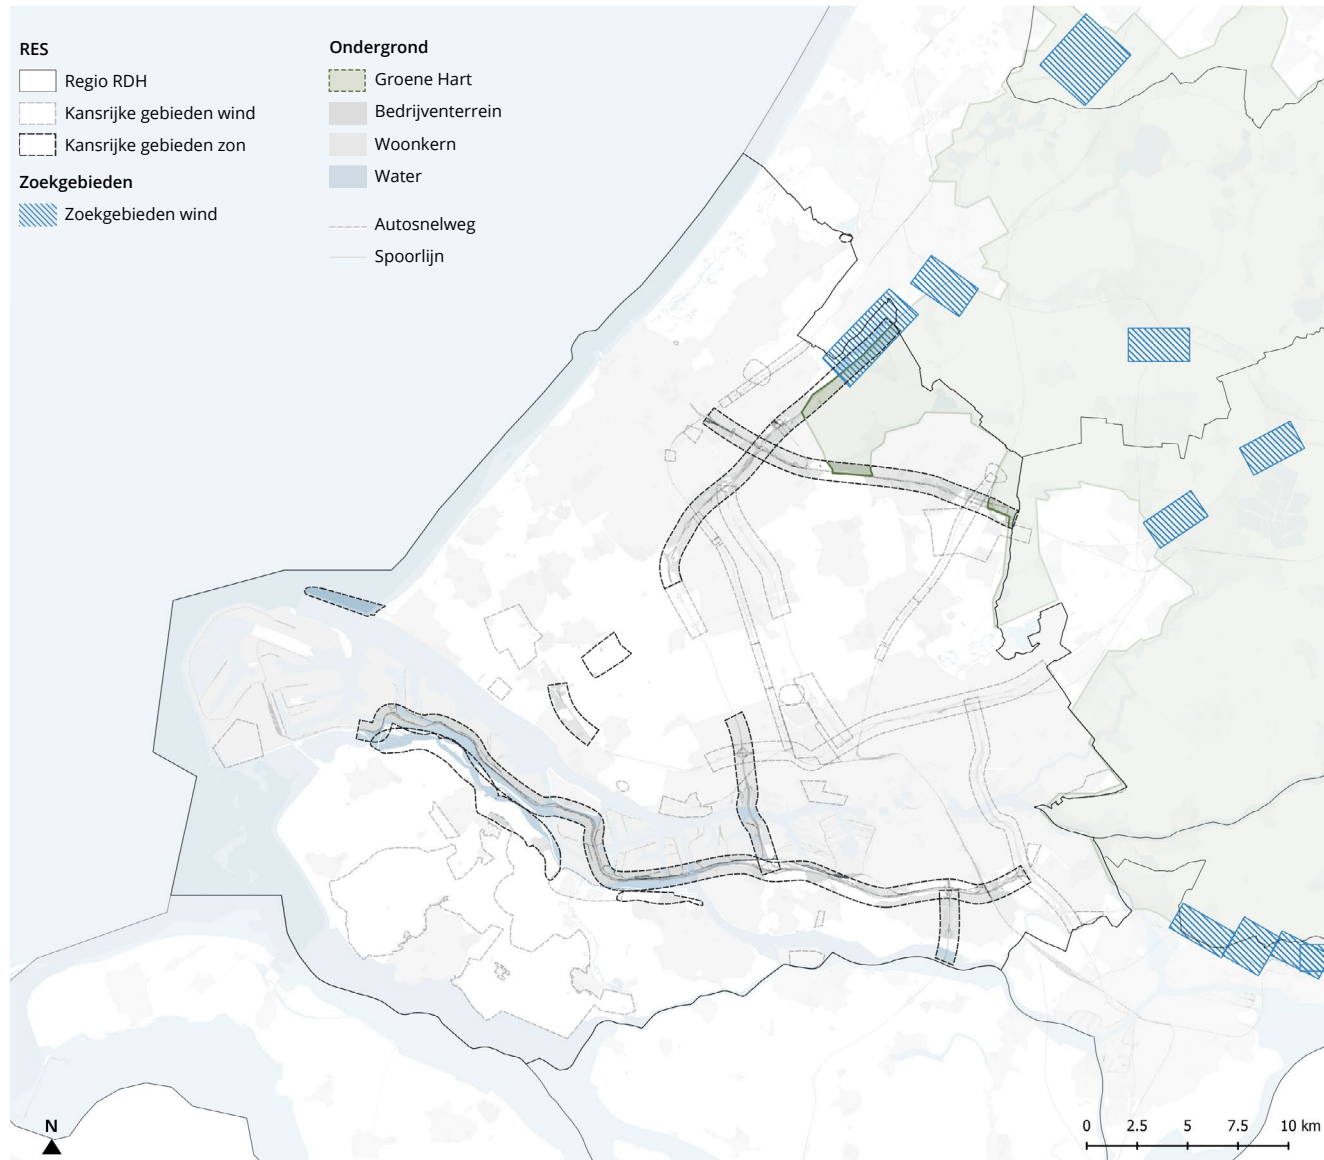 RES
Regio RDH
Kansrijke gebieden wind
Kansrijke gebieden zon
Zoekgebieden
Zoekgebieden wind
Ondergrond
Groene Hart
Bedrijventerrein
Woonkern
Water
Autosnelweg
Spoorlijn
N
0 2.5 5 7.5 10 km